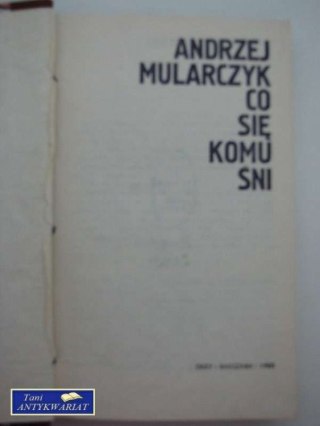 ANDRZEJ
MULARCZYK
CO
SIĘ
KOMU
ŚNI
Tani
ANTYKWARIAT